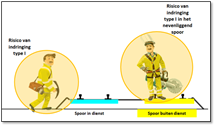 Risico van
indringing
type I
Risico van
indringing
type I in het
nevenliggend
spoor
Spoor in dienst
Spoor buiten dienst